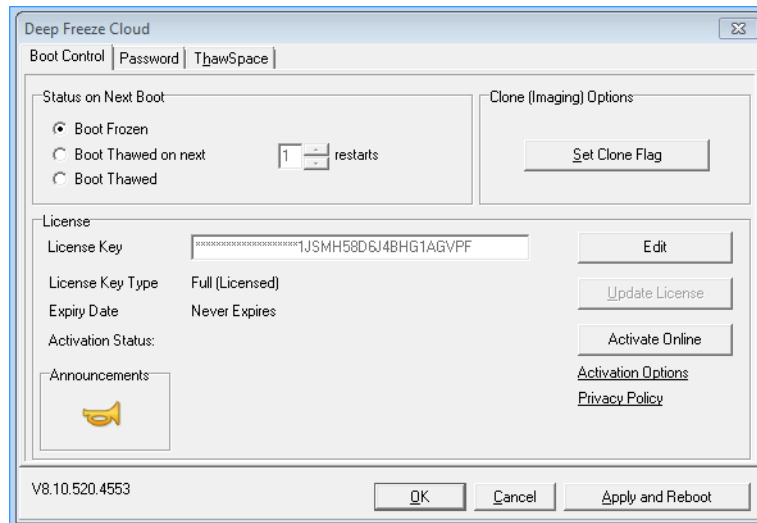 Deep Freeze Cloud
Boot Control Password ThawSpace
Status on Next Boot
Boot Frozen
Boot Thawed on next 1 restarts
Boot Thawed
Clone (Imaging) Options
Set Clone Flag
License
License Key ********************1JSMH58D6J4BHG1AGVPF Edit
License Key Type Full (Licensed) Update License
Expiry Date Never Expires
Activation Status: Activate Online
Announcements
Activation Options
Privacy Policy
V8.10.520.4553 OK Cancel Apply and Reboot